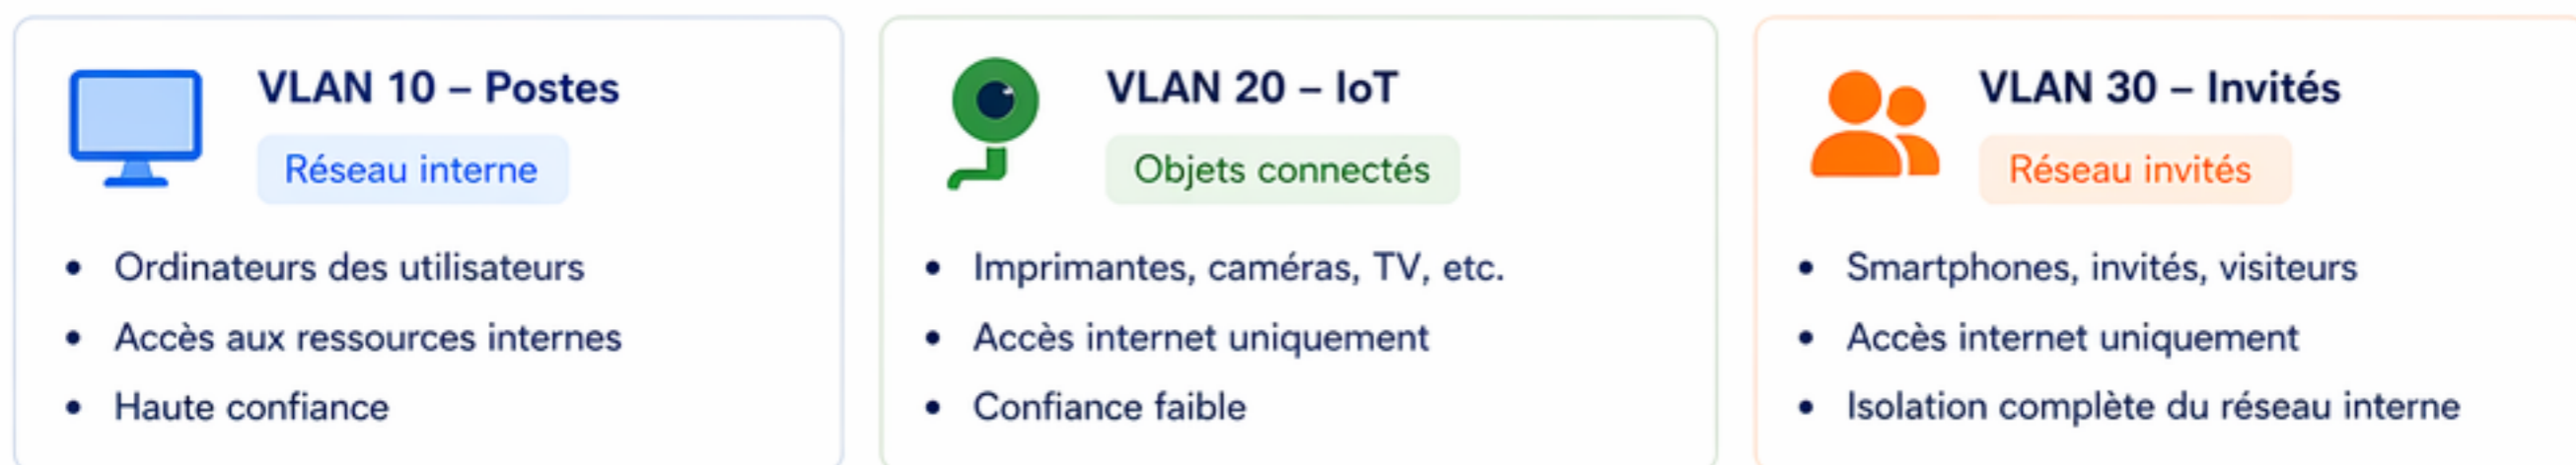 VLAN 10 – Postes
Réseau interne
• Ordinateurs des utilisateurs
• Accès aux ressources internes
• Haute confiance
VLAN 20 – IoT
Objets connectés
• Imprimantes, caméras, TV, etc.
• Accès internet uniquement
• Confiance faible
VLAN 30 – Invités
Réseau invités
• Smartphones, invités, visiteurs
• Accès internet uniquement
• Isolation complète du réseau interne